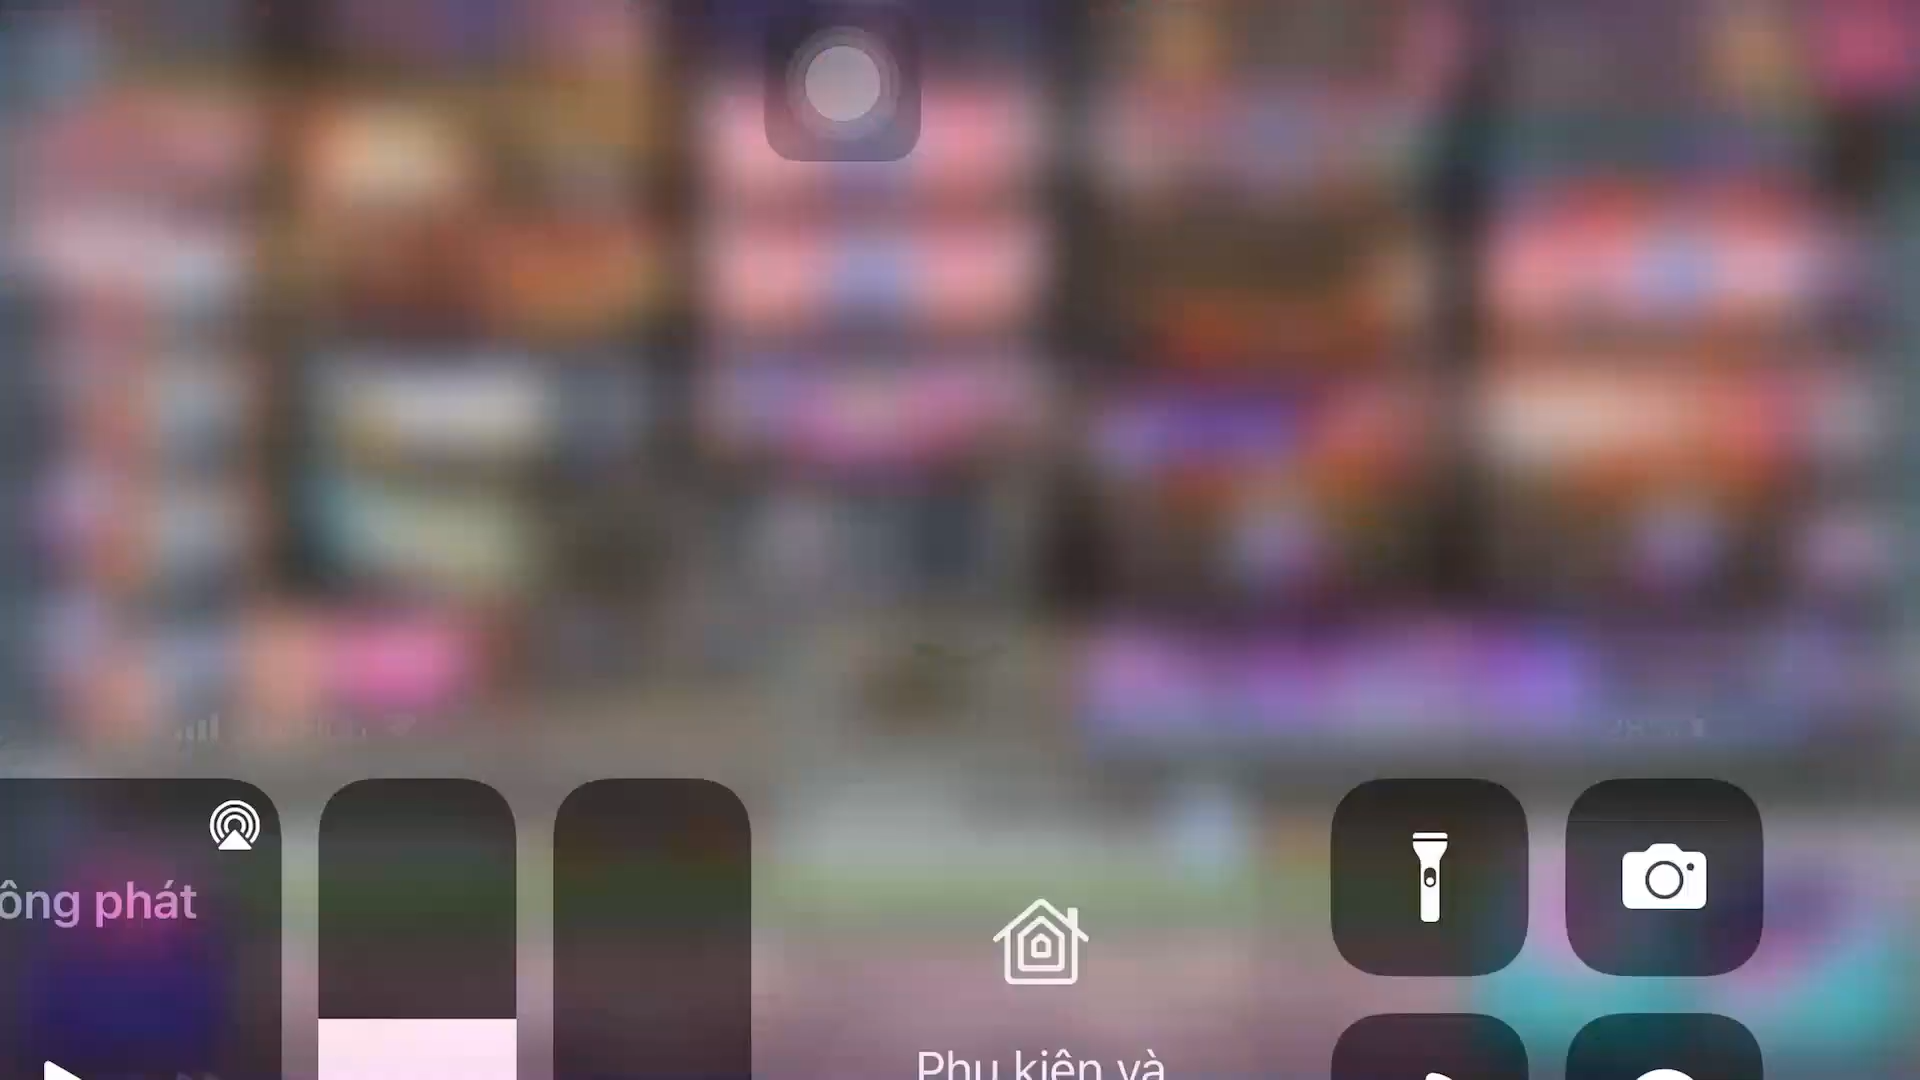 ông phát
Phụ kiện và